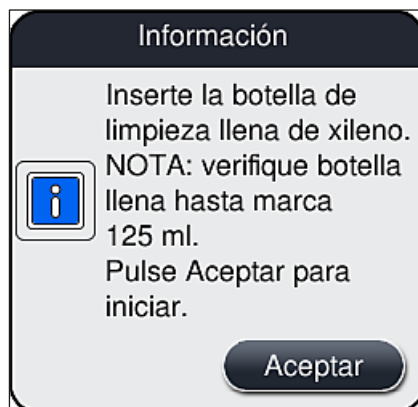 Información
Inserte la botella de
limpieza llena de xileno.
NOTA: verifique botella
llena hasta marca
125 ml.
Pulse Aceptar para
iniciar.
Aceptar